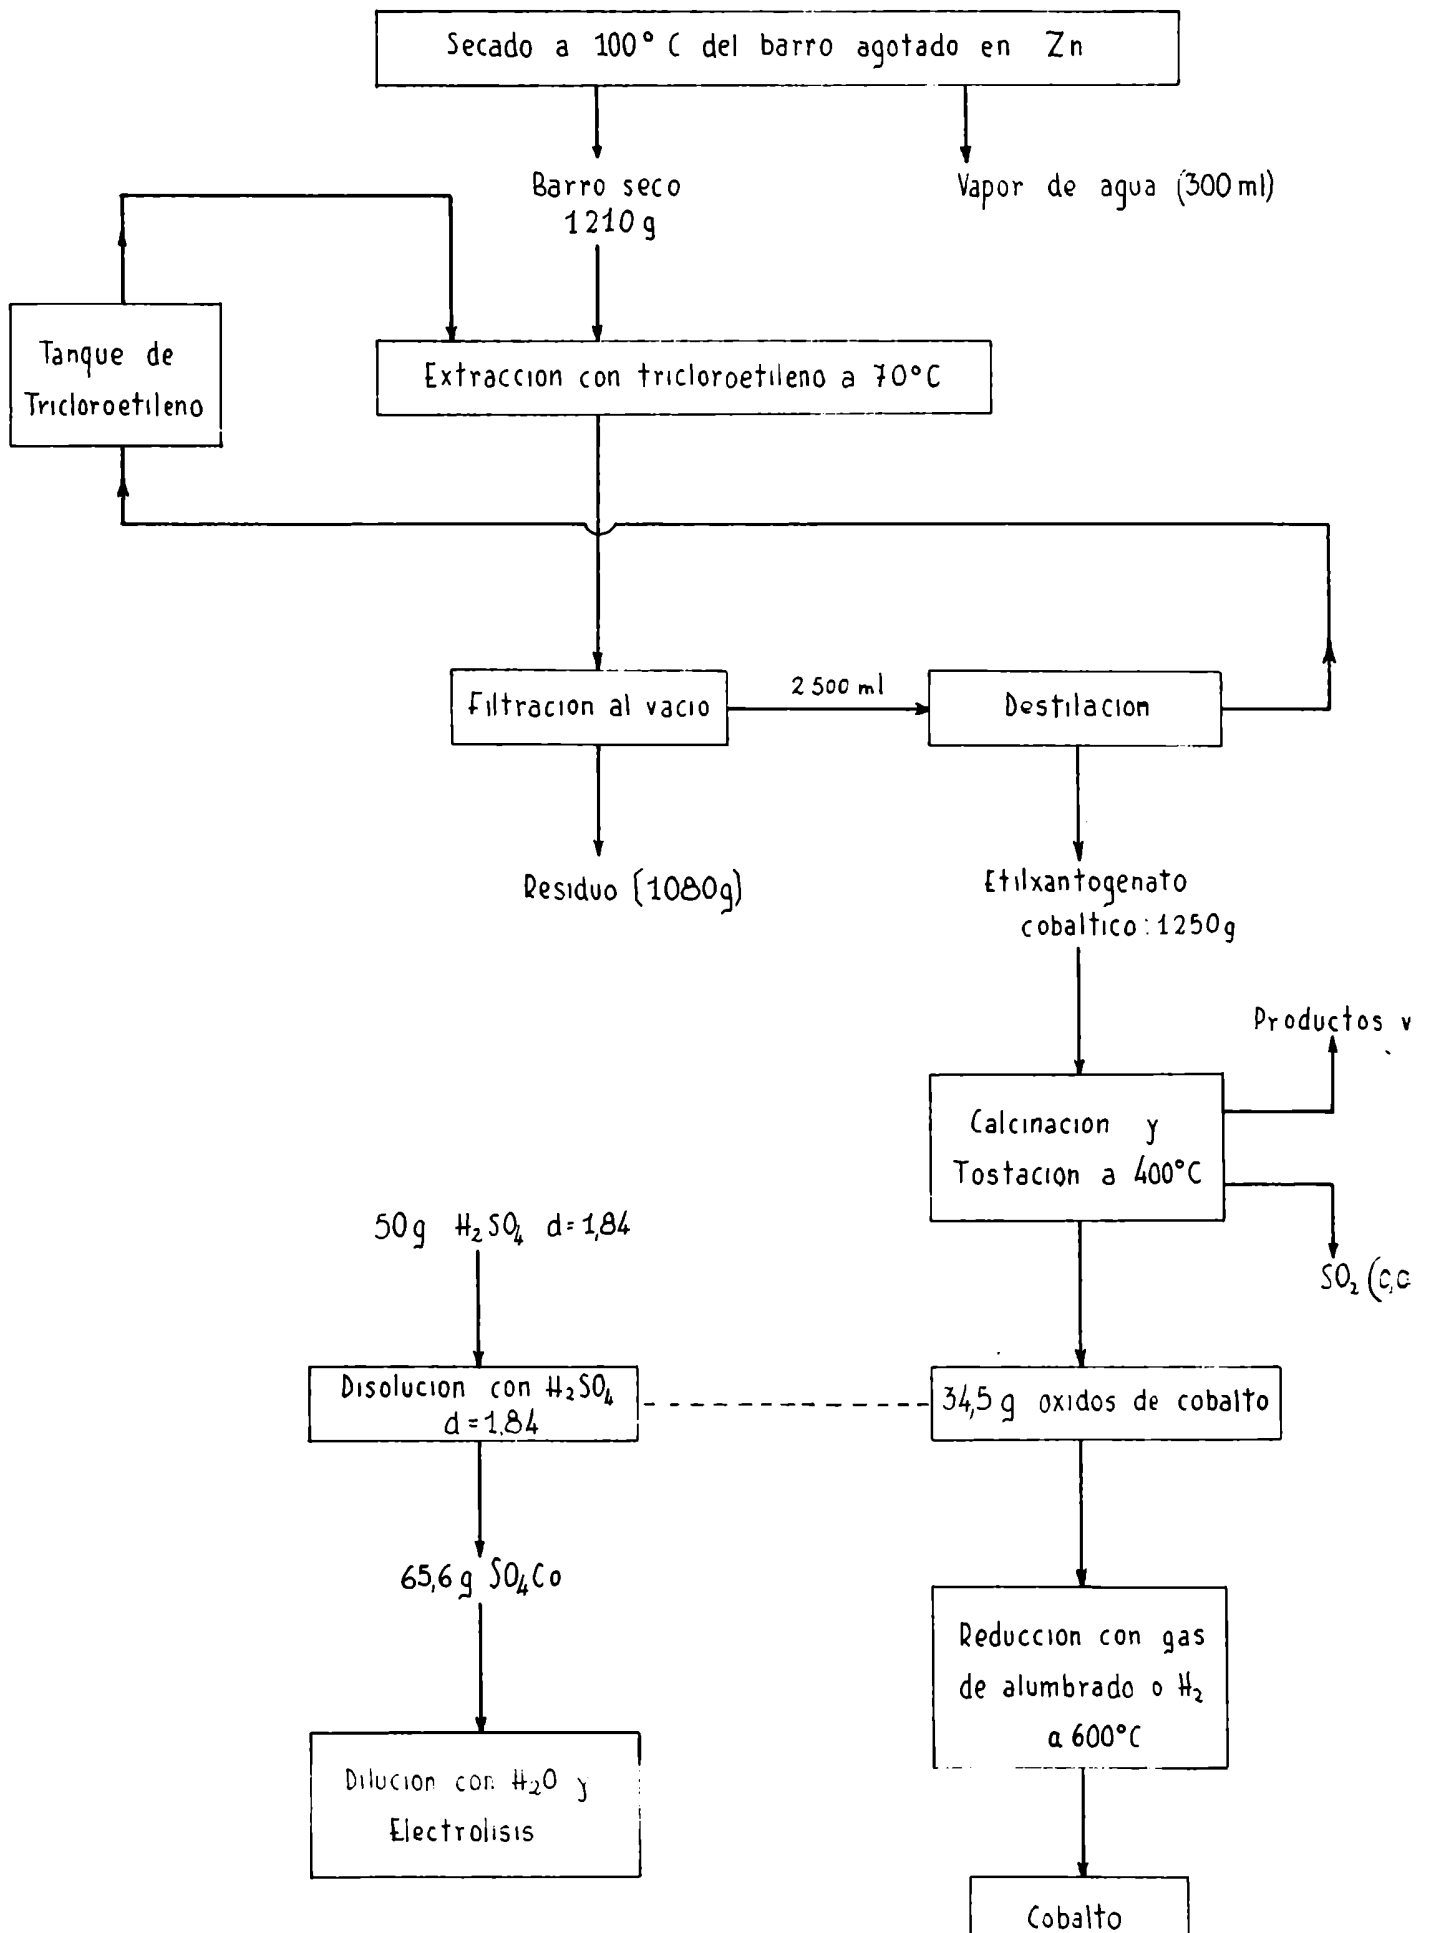 Secado a 100°C del barro agotado en Zn
Barro seco
1210 g
Vapor de agua (300 ml)
Tanque de
Tricloroetileno
Extraccion con tricloroetileno a 70°C
Filtracion al vacio
2500 ml
Destilacion
Residuo (1080g)
Etilxantogenato
cobaltico: 1250g
Productos v
Calcinacion y
Tostacion a 400°C
SO₂
50g H₂SO₄ d=1,84
Disolucion con H₂SO₄
d=1.84
34,5 g oxidos de cobalto
65,6 g SO₄Co
Reduccion con gas
de alumbrado o H₂
a 600°C
Dilucion con H₂O y
Electrolisis
Cobalto